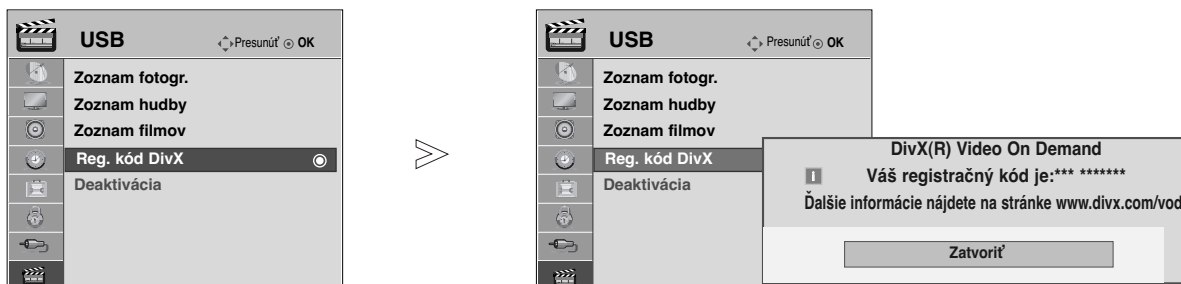 USB Presunúť OK
Zoznam fotogr.
Zoznam hudby
Zoznam filmov
Reg. kód DivX
Deaktivácia
USB Presunúť OK
Zoznam fotogr.
Zoznam hudby
Zoznam filmov
Reg. kód DivX
Deaktivácia
DivX(R) Video On Demand
Váš registračný kód je:*** *******
Ďalšie informácie nájdete na stránke www.divx.com/vod
Zatvoriť